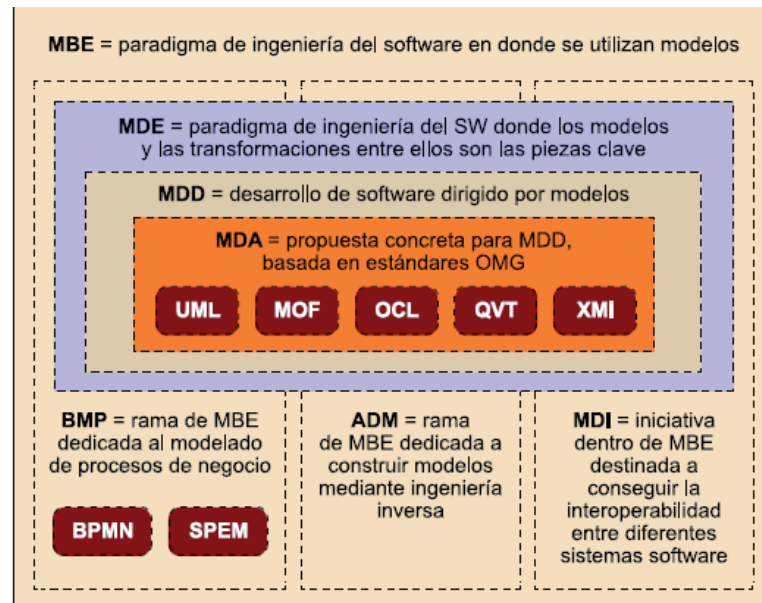 MBE = paradigma de ingeniería del software en donde se utilizan modelos
MDE = paradigma de ingeniería del SW donde los modelos
y las transformaciones entre ellos son las piezas clave
MDD = desarrollo de software dirigido por modelos
MDA = propuesta concreta para MDD,
basada en estándares OMG
UML MOF OCL QVT XMI
BMP = rama de MBE
dedicada al modelado
de procesos de negocio
BPMN SPEM
ADM = rama
de MBE dedicada a
construir modelos
mediante ingeniería
inversa
MDI = iniciativa
dentro de MBE
destinada a
conseguir la
interoperabilidad
entre diferentes
sistemas software